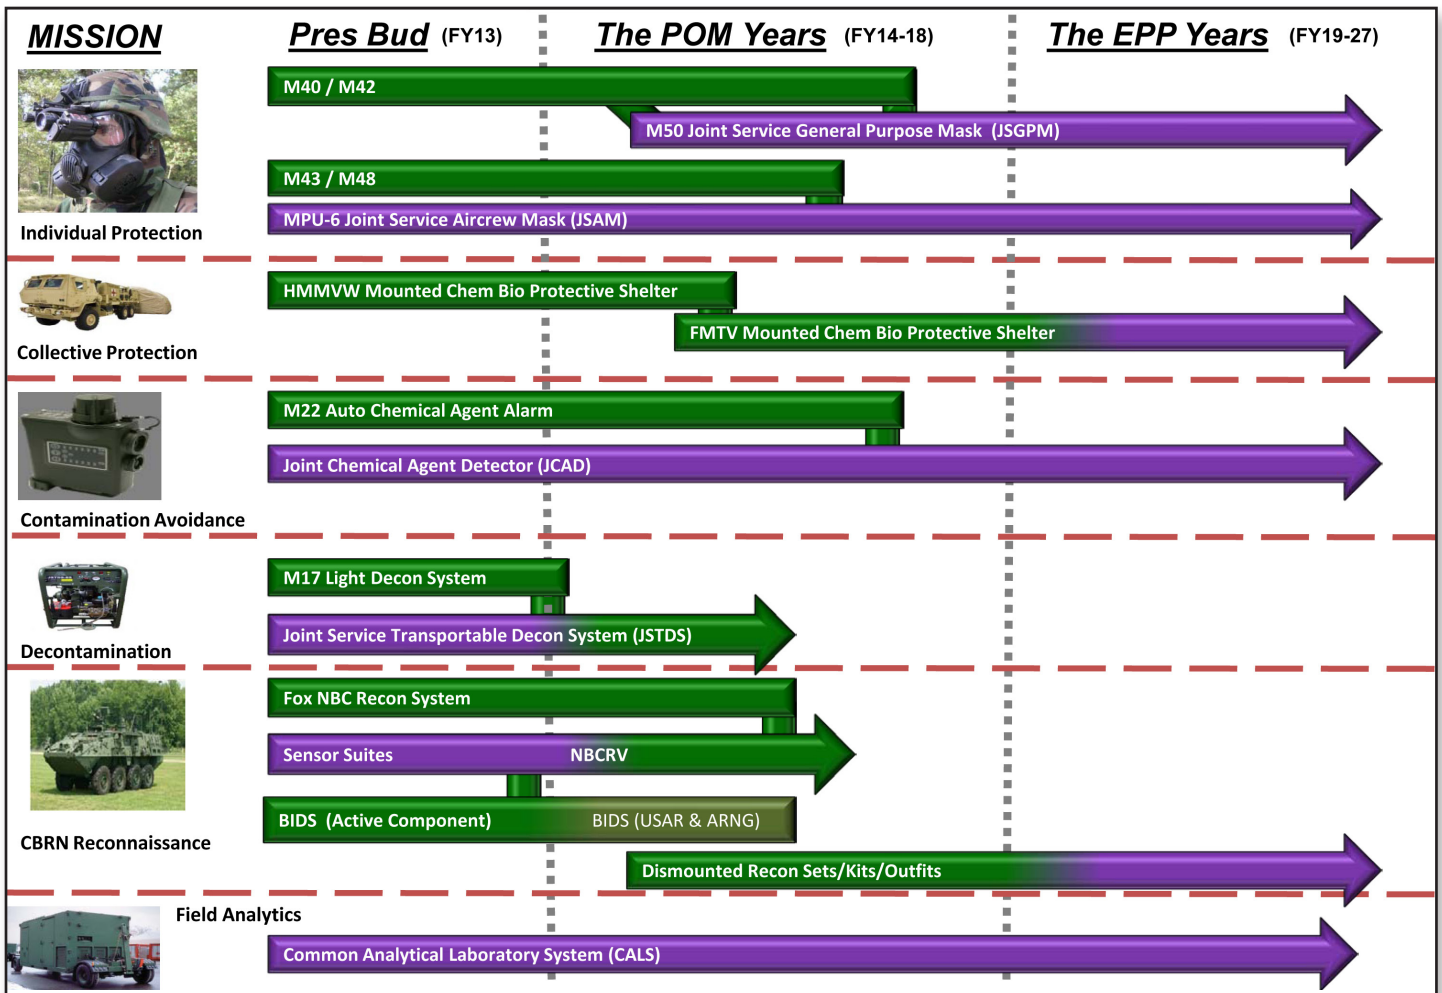 MISSION
Pres Bud (FY13)
The POM Years (FY14-18)
The EPP Years (FY19-27)
M40 / M42
M50 Joint Service General Purpose Mask (JSGPM)
M43 / M48
MPU-6 Joint Service Aircrew Mask (JSAM)
Individual Protection
HMMVW Mounted Chem Bio Protective Shelter
FMTV Mounted Chem Bio Protective Shelter
Collective Protection
M22 Auto Chemical Agent Alarm
Joint Chemical Agent Detector (JCAD)
Contamination Avoidance
M17 Light Decon System
Joint Service Transportable Decon System (JSTDS)
Decontamination
Fox NBC Recon System
Sensor Suites NBCRV
BIDS (Active Component) BIDS (USAR & ARNG)
CBRN Reconnaissance
Dismounted Recon Sets/Kits/Outfits
Field Analytics
Common Analytical Laboratory System (CALS)